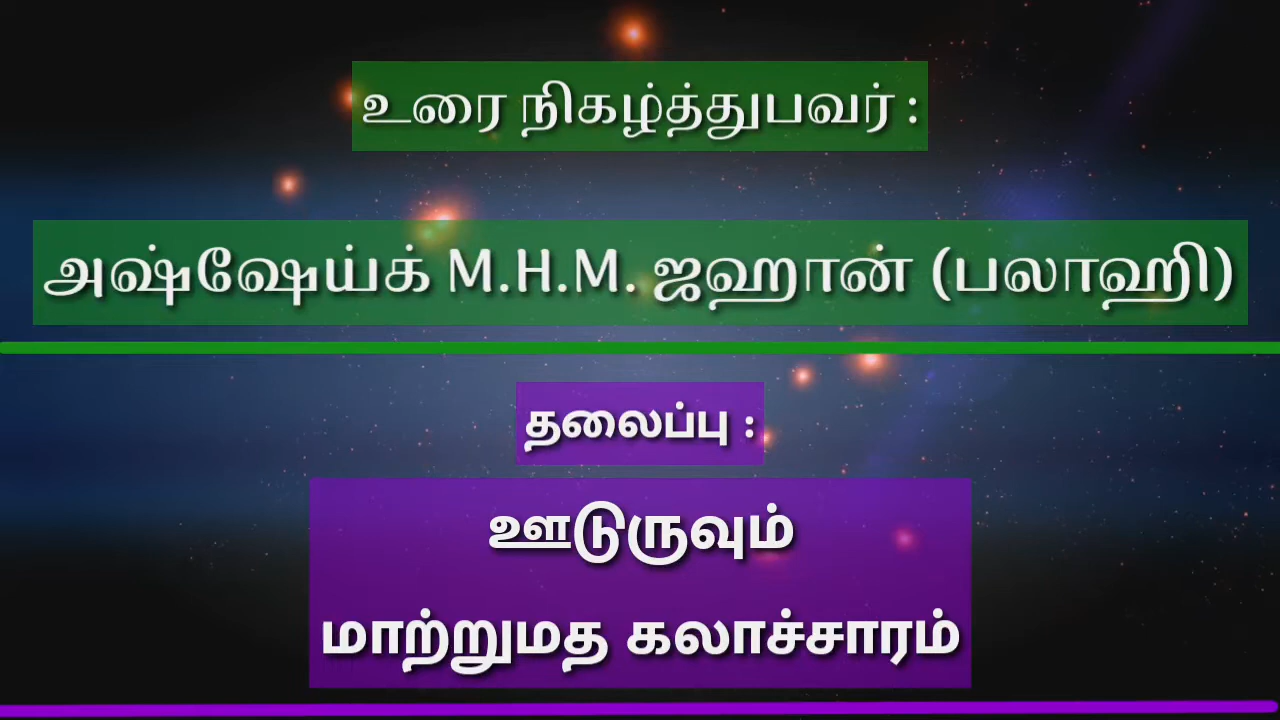 உரை நிகழ்த்துபவர் :
அஷ்ஷேய்க் M.H.M. ஜஹான் (பலாஹி)
தலைப்பு :
ஊடுருவும்
மாற்றுமத கலாச்சாரம்